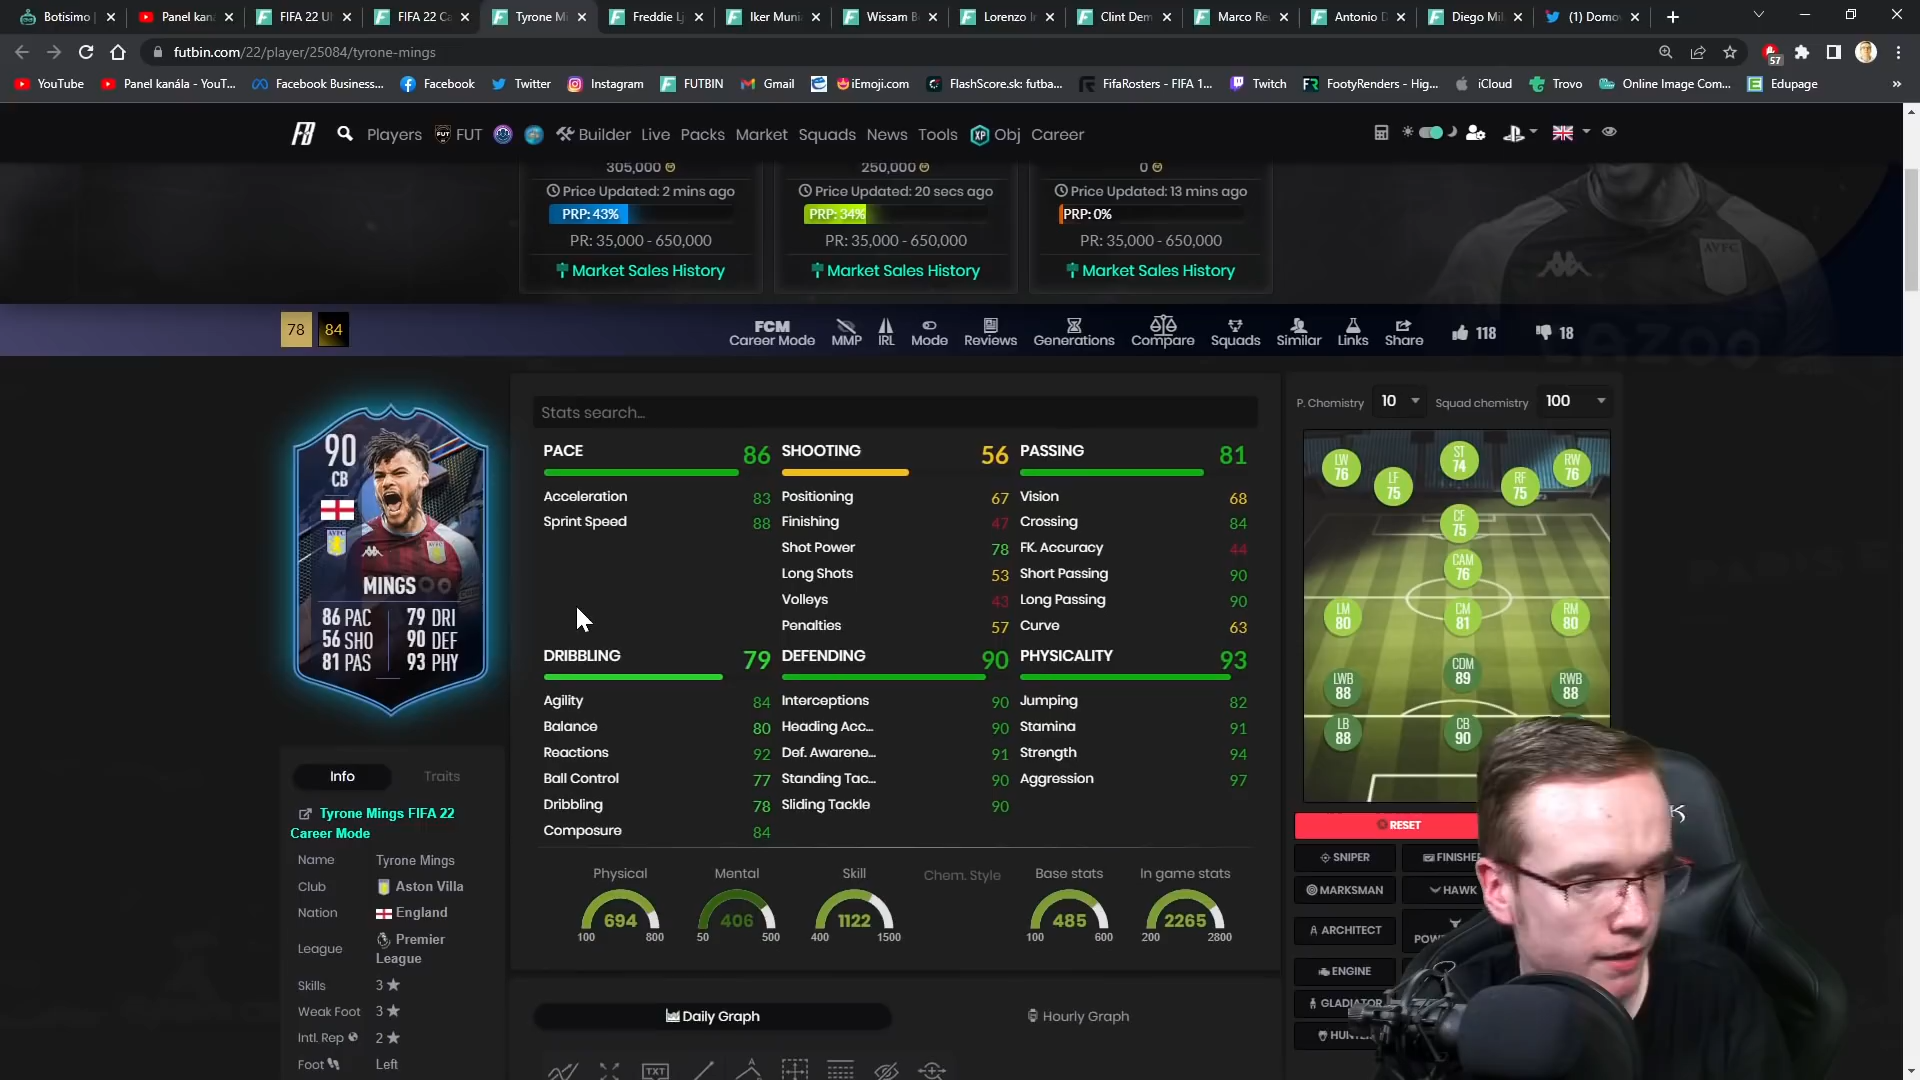 Botisimo |
Panel kaná
FIFA 22 Ul
FIFA 22 Ca
Tyrone Mi
Freddie Lj
Iker Muni
Wissam B
Lorenzo In
Clint Dem
Marco Re
Antonio D
Diego Mil
(1) Domo
futbin.com/22/player/25084/tyrone-mings
57
YouTube
Panel kanála - YouT...
Facebook Business...
Facebook
Twitter
Instagram
FUTBIN
Gmail
iEmoji.com
FlashScore.sk: futba...
FifaRosters - FIFA 1...
Twitch
FootyRenders - Hig...
iCloud
Trovo
Online Image Com...
Edupage
»
Players
FUT
Builder
Live
Packs
Market
Squads
News
Tools
XP Obj
Career
305,000
250,000
0
Price Updated: 2 mins ago
Price Updated: 20 secs ago
Price Updated: 13 mins ago
PRP: 43%
PRP: 34%
PRP: 0%
PR: 35,000 - 650,000
PR: 35,000 - 650,000
PR: 35,000 - 650,000
Market Sales History
Market Sales History
Market Sales History
AVFC
CAZOO
78
84
FCM
Career Mode
MMP
IRL
Mode
Reviews
Generations
Compare
Squads
Similar
Links
Share
118
18
90
CB
MINGS
86 PAC
79 DRI
56 SHO
90 DEF
81 PAS
93 PHY
Stats search...
PACE 86
Acceleration 83
Sprint Speed 88
SHOOTING 56
Positioning 67
Finishing 47
Shot Power 78
Long Shots 53
Volleys 43
Penalties 57
PASSING 81
Vision 68
Crossing 84
FK. Accuracy 44
Short Passing 90
Long Passing 90
Curve 63
DRIBBLING 79
Agility 84
Balance 80
Reactions 92
Ball Control 77
Dribbling 78
Composure 84
DEFENDING 90
Interceptions 90
Heading Acc... 90
Def. Awarene... 91
Standing Tac... 90
Sliding Tackle 90
PHYSICALITY 93
Jumping 82
Stamina 91
Strength 94
Aggression 97
Physical
694
100 800
Mental
406
50 500
Skill
1122
400 1500
Chem. Style
Base stats
485
100 600
In game stats
2265
200 2800
P. Chemistry 10
Squad chemistry 100
LW 76
ST 74
RW 76
LF 75
RF 75
CF 75
CAM 76
LM 80
CM 81
RM 80
CDM 89
LWB 88
RWB 88
LB 88
CB 90
RESET
SNIPER
FINISHE
MARKSMAN
HAWK
ARCHITECT
POW
ENGINE
GLADIATOR
HUNTE
Info
Traits
Tyrone Mings FIFA 22
Career Mode
Name Tyrone Mings
Club Aston Villa
Nation England
League Premier
League
Skills 3
Weak Foot 3
Intl. Rep 2
Foot Left
Daily Graph
Hourly Graph
TXT